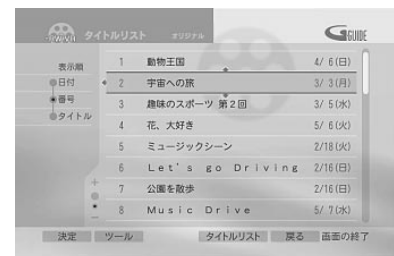 タイトルリスト オリジナル GGUIDE
表示順
日付
番号
タイトル
1 動物王国 4/ 6(日)
2 宇宙への旅 3/ 3(月)
3 趣味のスポーツ 第2回 3/ 5(水)
4 花、大好き 5/ 6(火)
5 ミュージックシーン 2/18(火)
6 Let's go Driving 2/16(日)
7 公園を散歩 2/16(日)
8 Music Drive 5/ 7(水)
決定 ツール タイトルリスト 戻る 画面の終了